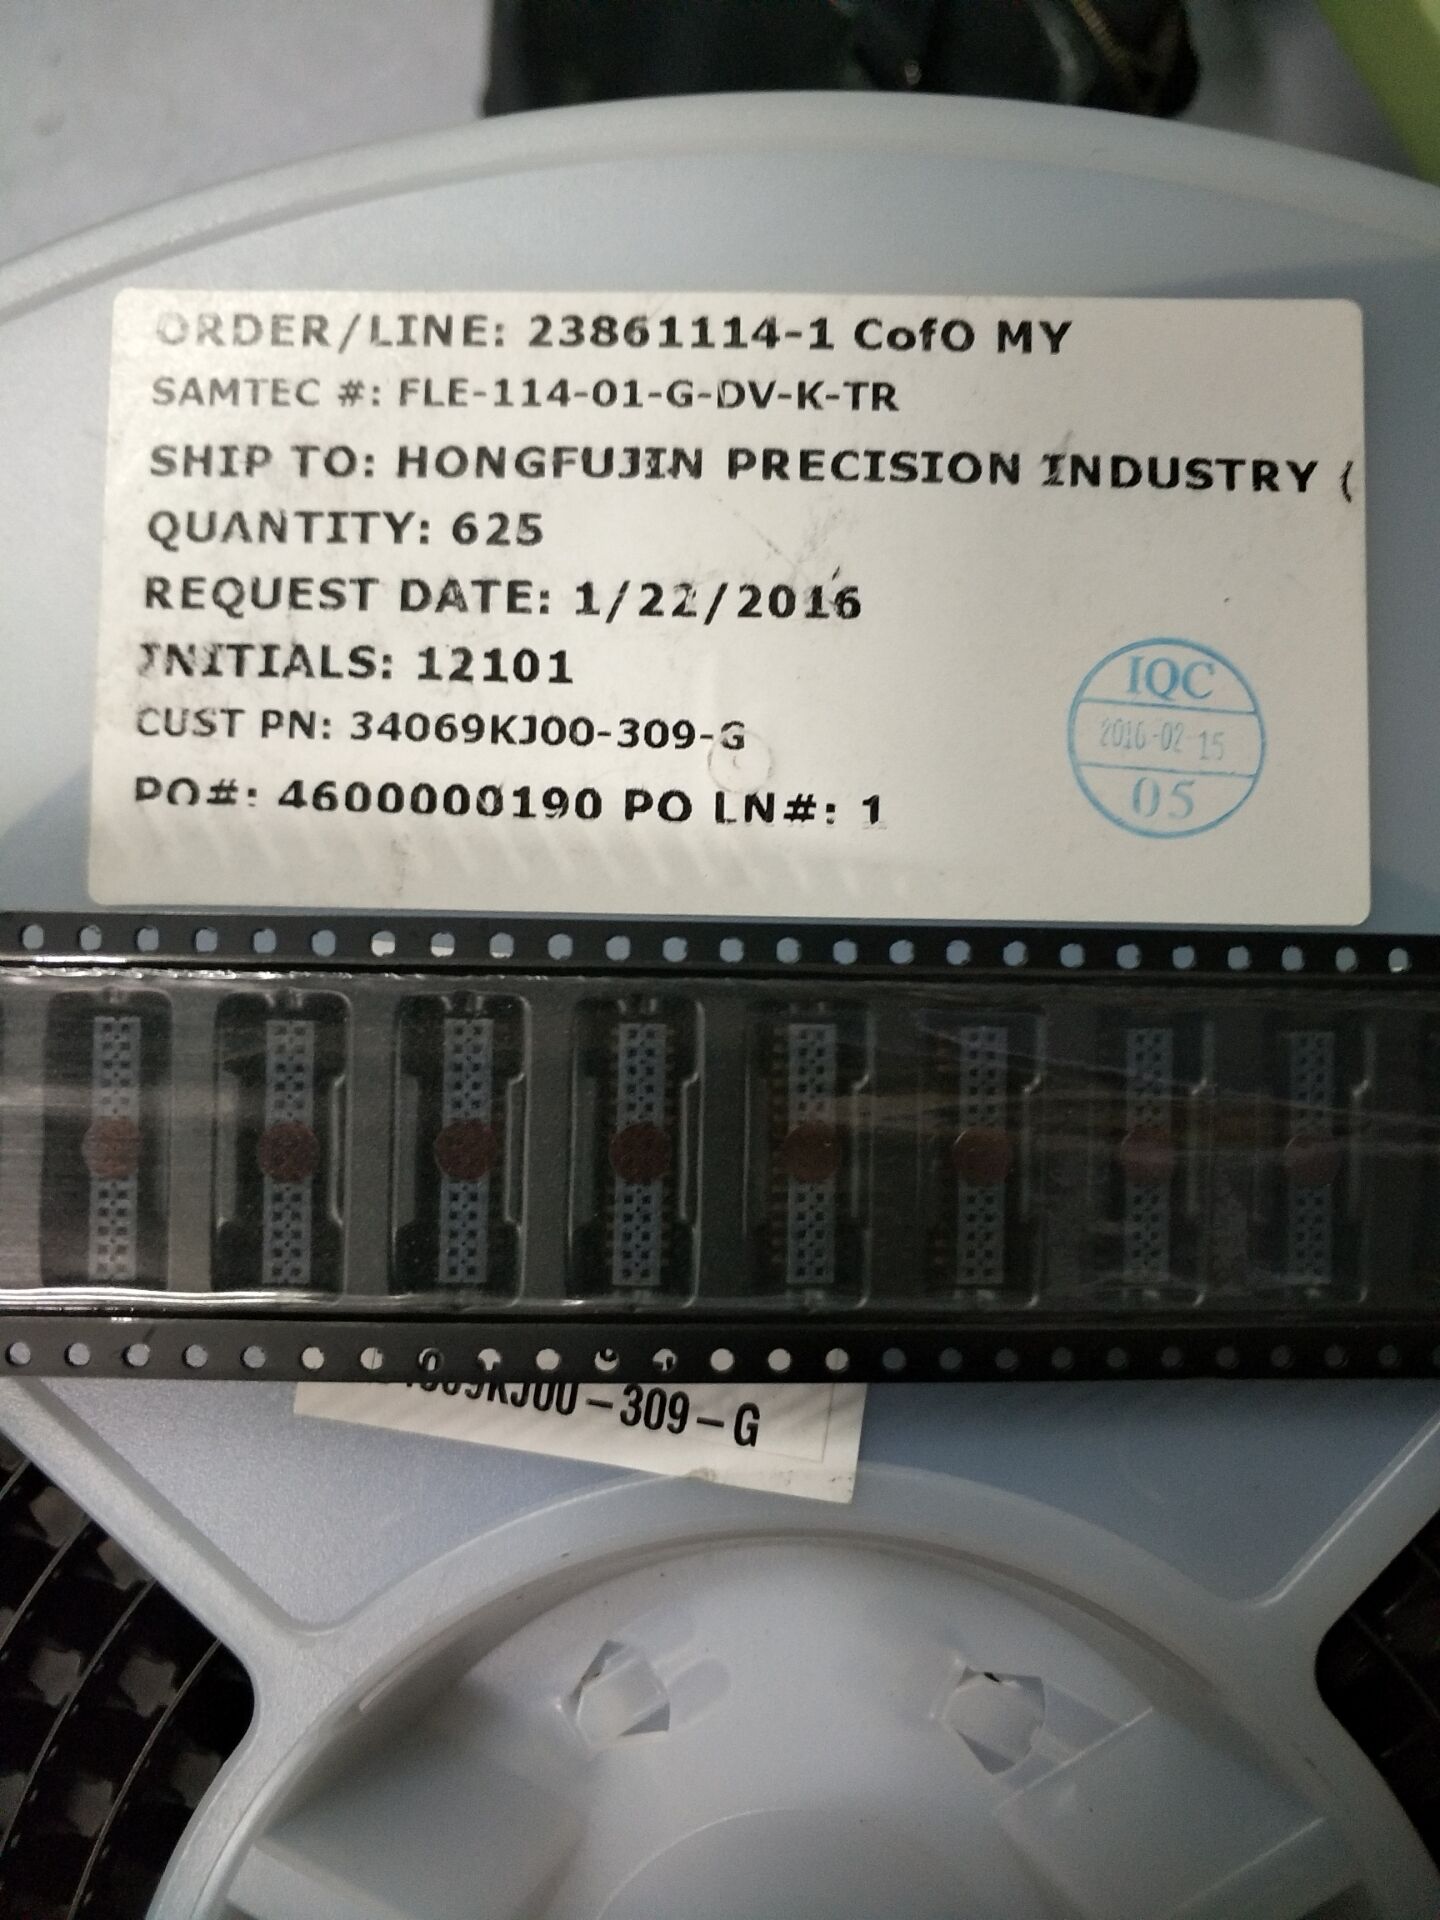 ORDER/LINE: 23861114-1 CofO MY
SAMTEC #: FLE-114-01-G-DV-K-TR
SHIP TO: HONGFUJIN PRECISION INDUSTRY (
QUANTITY: 625
REQUEST DATE: 1/22/2016
INITIALS: 12101
CUST PN: 34069KJ00-309-G
PO#: 4600000190 PO LN#: 1
IQC
2016-02-15
05
069KJ00-309-G